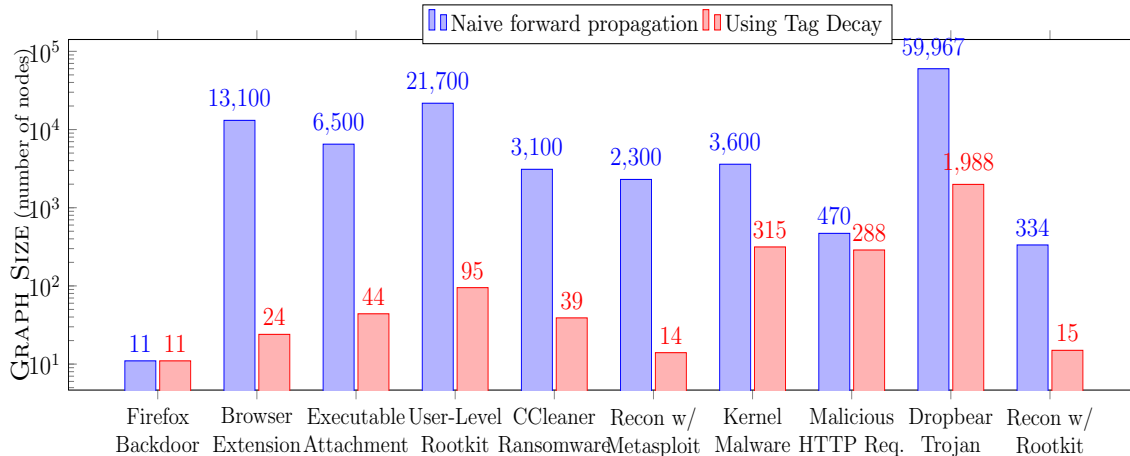 Naive forward propagation Using Tag Decay
GRAPH SIZE (number of nodes)
10^5
10^4
10^3
10^2
10^1
11 11
13,100 24
6,500 44
21,700 95
3,100 39
2,300 14
3,600 315
470 288
59,967 1,988
334 15
Firefox
Backdoor
Browser
Extension
Executable
Attachment
User-Level
Rootkit
CCleaner
Ransomware
Recon w/
Metasploit
Kernel
Malware
Malicious
HTTP Req.
Dropbear
Trojan
Recon w/
Rootkit